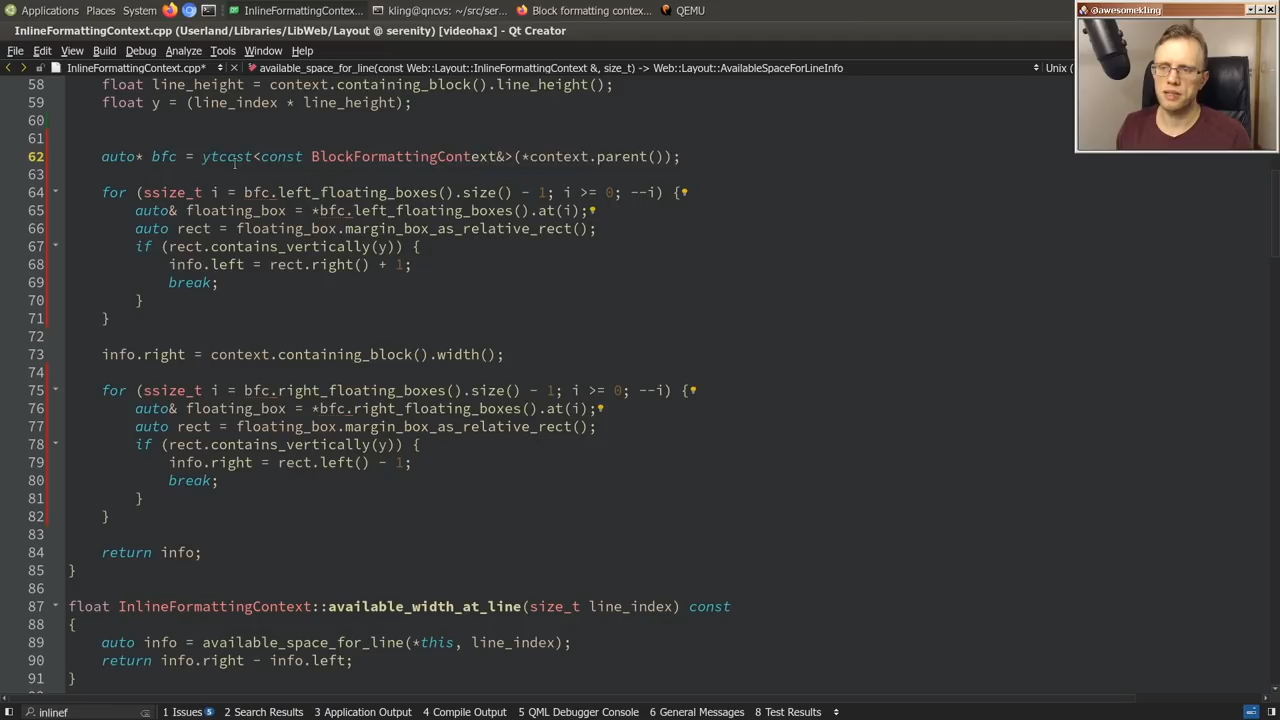 Applications Places System InlineFormattingContex... kling@qncvs: ~/src/ser... Block formatting contex... QEMU
@awesomekling
InlineFormattingContext.cpp (Userland/Libraries/LibWeb/Layout @ serenity) [videohax] - Qt Creator
File Edit View Build Debug Analyze Tools Window Help
InlineFormattingContext.cpp* available_space_for_line(const Web::Layout::InlineFormattingContext &, size_t) -> Web::Layout::AvailableSpaceForLineInfo Unix (
58 float line_height = context.containing_block().line_height();
59 float y = (line_index * line_height);
60
61
62 auto* bfc = ytcast<const BlockFormattingContext&>(*context.parent());
63
64 for (ssize_t i = bfc.left_floating_boxes().size() - 1; i >= 0; --i) {
65 auto& floating_box = *bfc.left_floating_boxes().at(i);
66 auto rect = floating_box.margin_box_as_relative_rect();
67 if (rect.contains_vertically(y)) {
68 info.left = rect.right() + 1;
69 break;
70 }
71 }
72
73 info.right = context.containing_block().width();
74
75 for (ssize_t i = bfc.right_floating_boxes().size() - 1; i >= 0; --i) {
76 auto& floating_box = *bfc.right_floating_boxes().at(i);
77 auto rect = floating_box.margin_box_as_relative_rect();
78 if (rect.contains_vertically(y)) {
79 info.right = rect.left() - 1;
80 break;
81 }
82 }
83
84 return info;
85 }
86
87 float InlineFormattingContext::available_width_at_line(size_t line_index) const
88 {
89 auto info = available_space_for_line(*this, line_index);
90 return info.right - info.left;
91 }
inlinef 1 Issues 5 2 Search Results 3 Application Output 4 Compile Output 5 QML Debugger Console 6 General Messages 8 Test Results